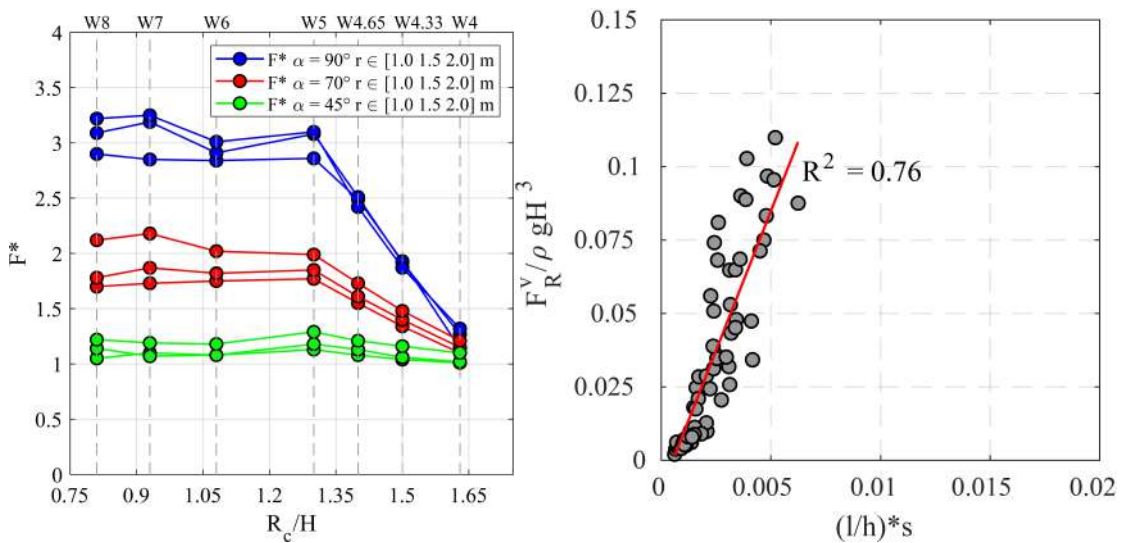 W8 W7 W6 W5 W4.65 W4.33 W4
4
3.5
3
2.5
2
1.5
1
0.5
0
F*
F* α = 90° r ∈ [1.0 1.5 2.0] m
F* α = 70° r ∈ [1.0 1.5 2.0] m
F* α = 45° r ∈ [1.0 1.5 2.0] m
0.75 0.9 1.05 1.2 1.35 1.5 1.65
R_c/H
0.15
0.125
0.1
0.075
0.05
0.025
0
F_R^v/ρ gH^3
R^2 = 0.76
0 0.005 0.01 0.015 0.02
(l/h)*s